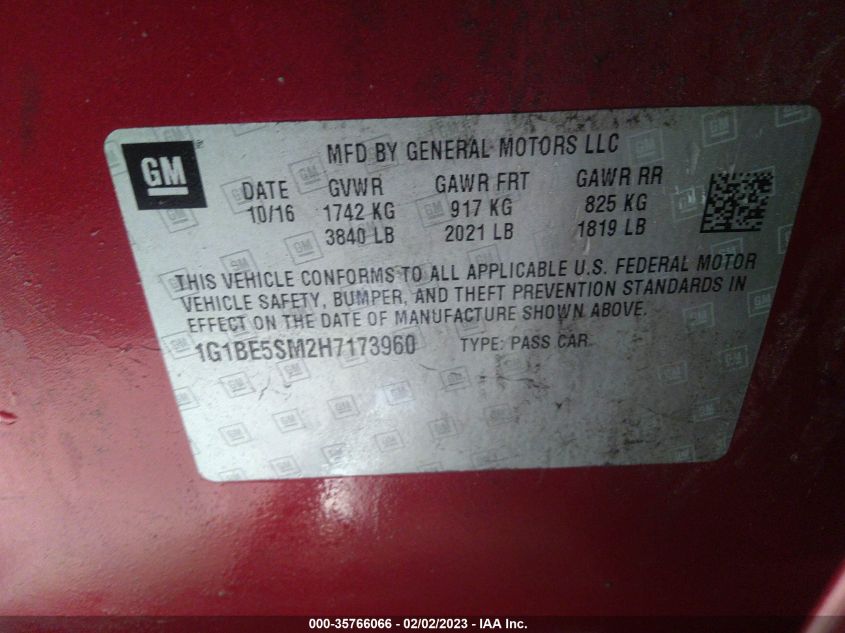 GM
MFD BY GENERAL MOTORS LLC
DATE GVWR GAWR FRT GAWR RR
10/16 1742 KG 917 KG 825 KG
3840 LB 2021 LB 1819 LB
THIS VEHICLE CONFORMS TO ALL APPLICABLE U.S. FEDERAL MOTOR
VEHICLE SAFETY, BUMPER, AND THEFT PREVENTION STANDARDS IN
EFFECT ON THE DATE OF MANUFACTURE SHOWN ABOVE.
1G1BE5SM2H7173960 TYPE: PASS CAR
000-35766066 - 02/02/2023 - IAA Inc.